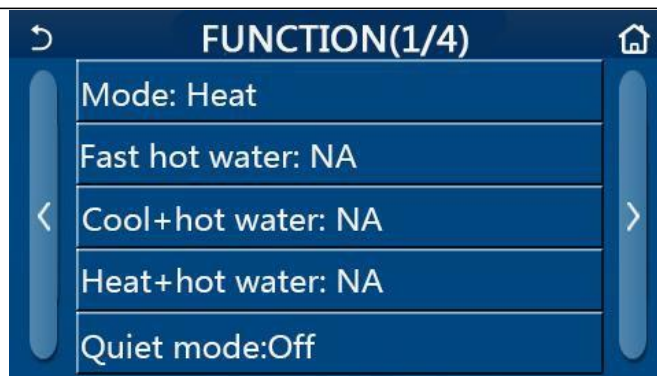 FUNCTION(1/4)
Mode: Heat
Fast hot water: NA
Cool+hot water: NA
Heat+hot water: NA
Quiet mode:Off